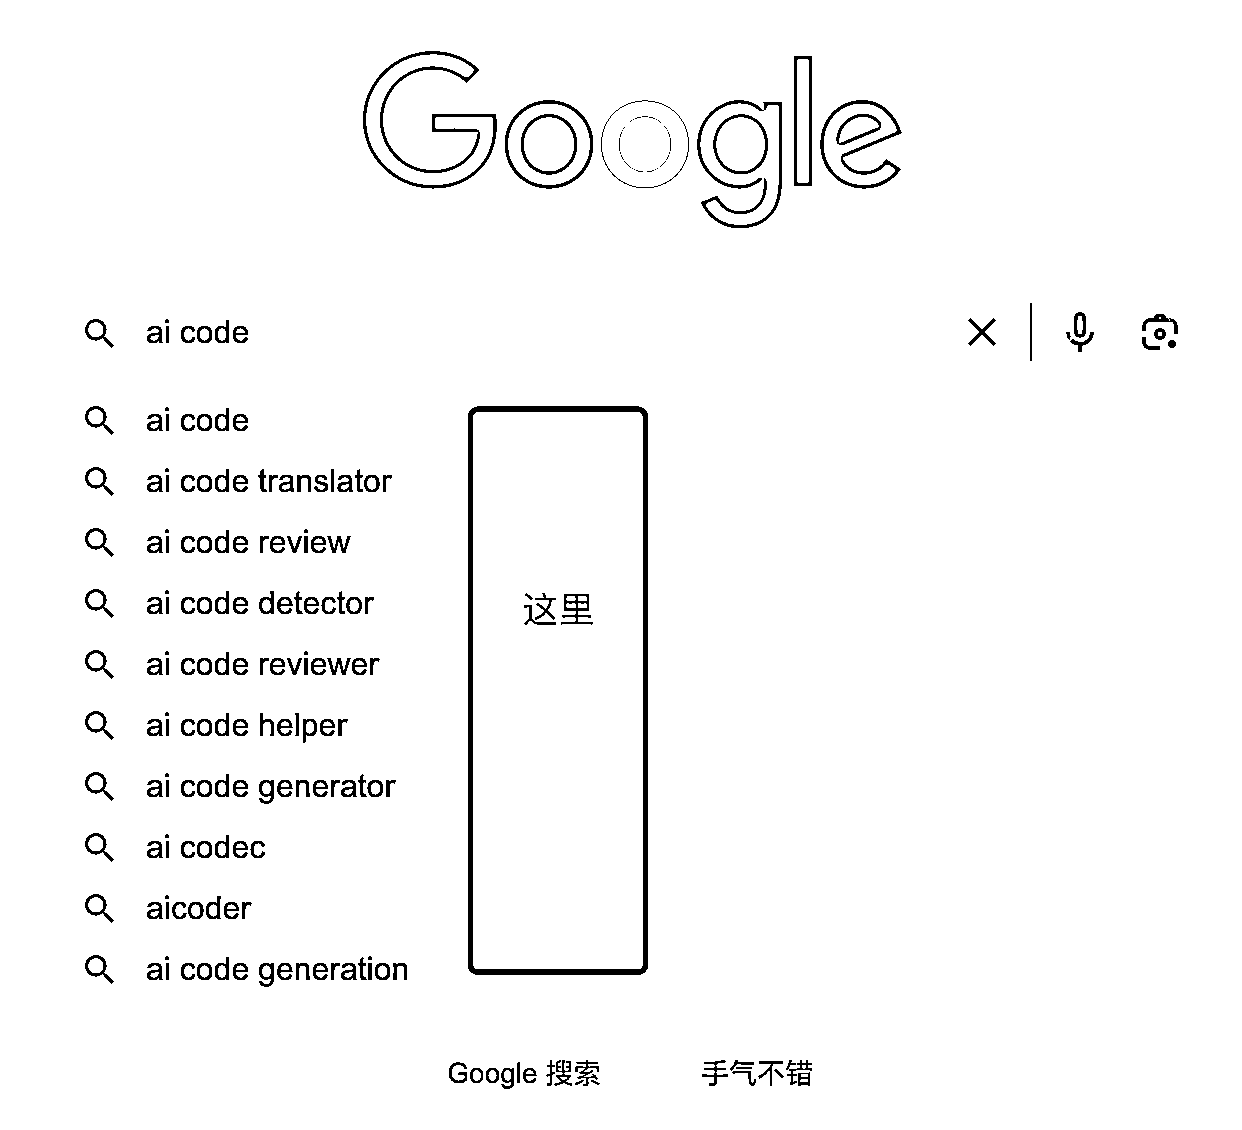 Google
ai code
ai code
ai code translator
ai code review
ai code detector
这里
ai code reviewer
ai code helper
ai code generator
ai codec
aicoder
ai code generation
Google 搜索 手气不错